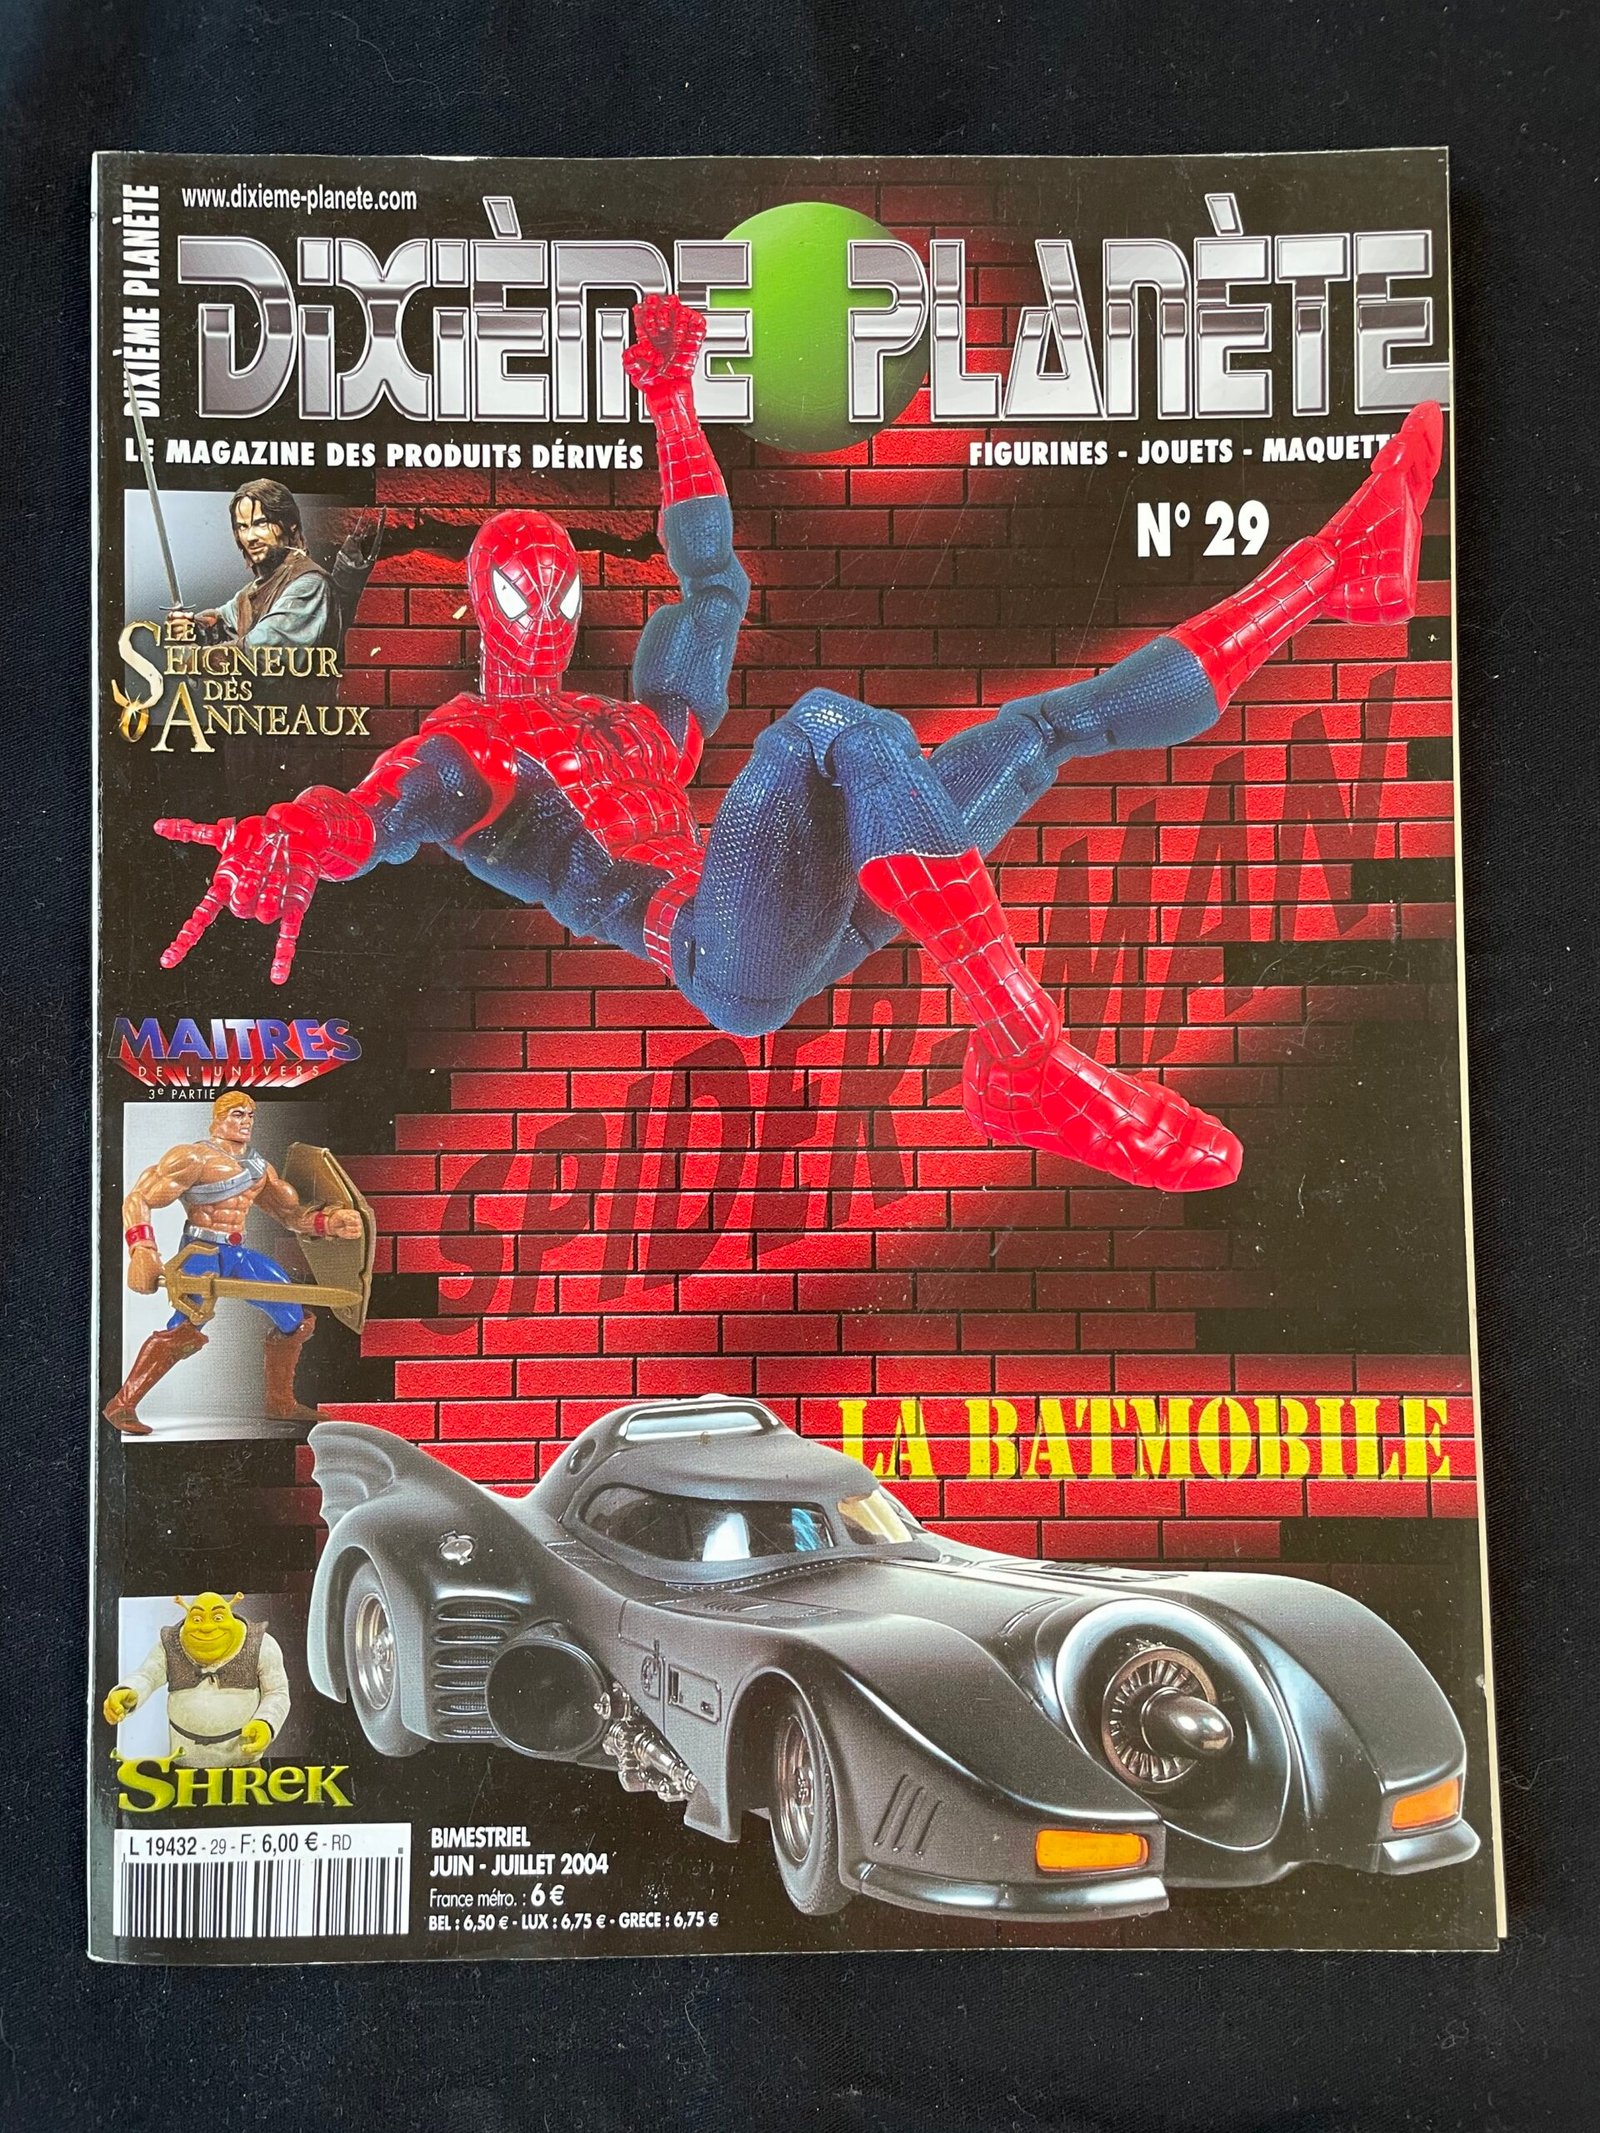 www.dixieme-planete.com
DIXIÈME PLANÈTE
DIXIÈME PLANÈTE
LE MAGAZINE DES PRODUITS DÉRIVÉS
FIGURINES - JOUETS - MAQUETT
N° 29
LE
SEIGNEUR
DES
ANNEAUX
SPIDER-MAN
MAITRES
DE L'UNIVERS
3e PARTIE
LA BATMOBILE
SHREK
L 19432 - 29 - F: 6,00 € - RD
BIMESTRIEL
JUIN - JUILLET 2004
France métro. : 6 €
BEL : 6,50 € - LUX : 6,75 € - GRECE : 6,75 €